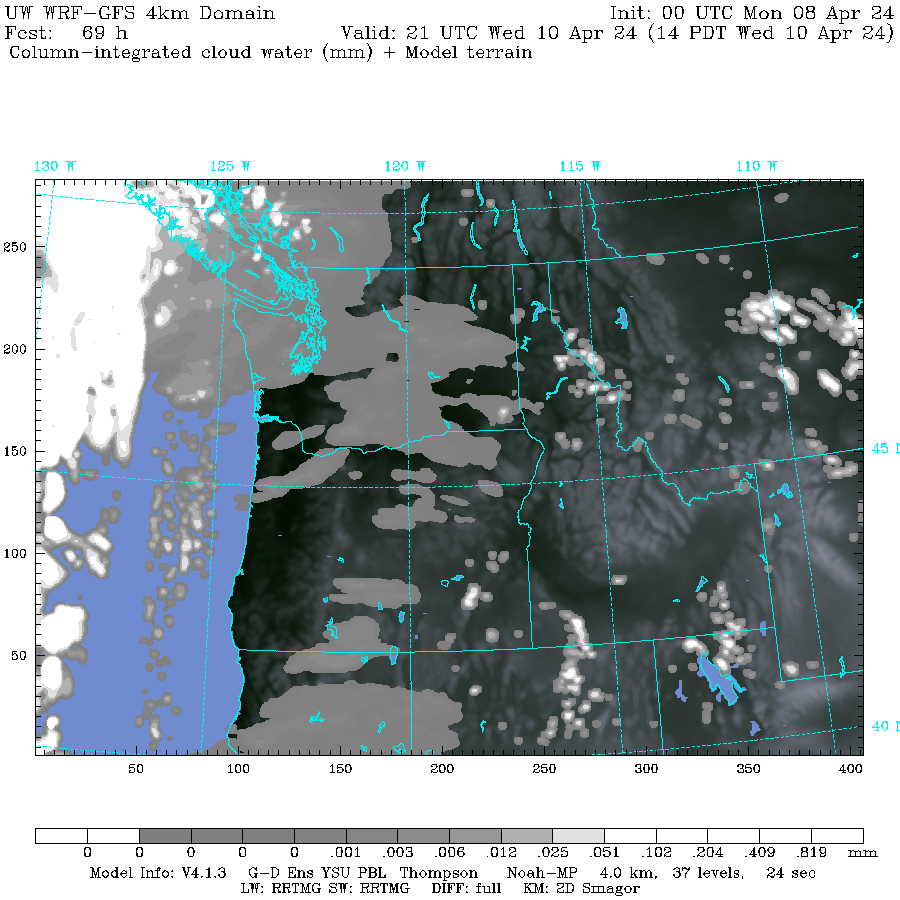 UW WRF-GFS 4km Domain Init: 00 UTC Mon 08 Apr 24
Fcst: 69 h Valid: 21 UTC Wed 10 Apr 24 (14 PDT Wed 10 Apr 24)
Column-integrated cloud water (mm) + Model terrain
130 W 125 W 120 W 115 W 110 W
250
200
150
45 N
100
50
40 N
50 100 150 200 250 300 350 400
0 0 0 0 0 .001 .003 .006 .012 .025 .051 .102 .204 .409 .819 mm
Model Info: V4.1.3 G-D Ens YSU PBL Thompson Noah-MP 4.0 km, 37 levels, 24 sec
LW: RRTMG SW: RRTMG DIFF: full KM: 2D Smagor